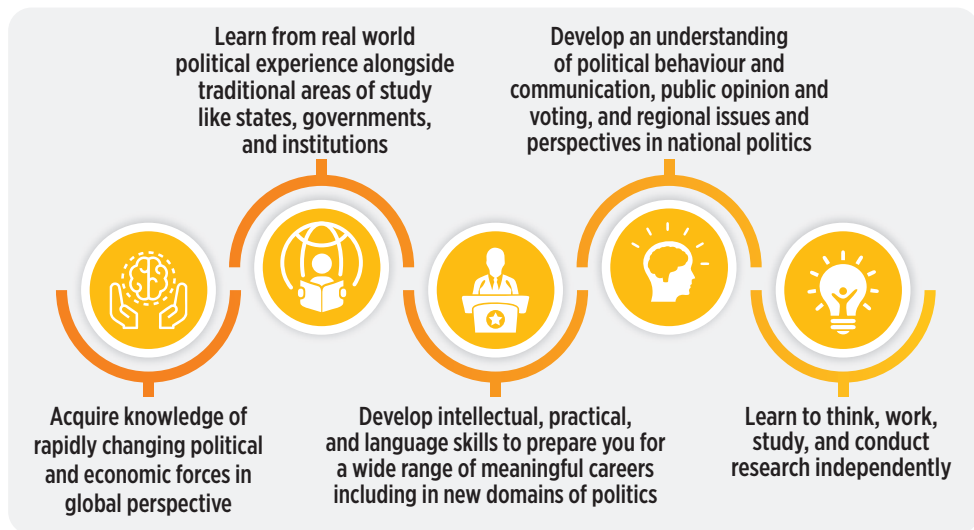 Learn from real world
political experience alongside
traditional areas of study
like states, governments,
and institutions
Develop an understanding
of political behaviour and
communication, public opinion and
voting, and regional issues and
perspectives in national politics
Acquire knowledge of
rapidly changing political
and economic forces in
global perspective
Develop intellectual, practical,
and language skills to prepare you for
a wide range of meaningful careers
including in new domains of politics
Learn to think, work,
study, and conduct
research independently